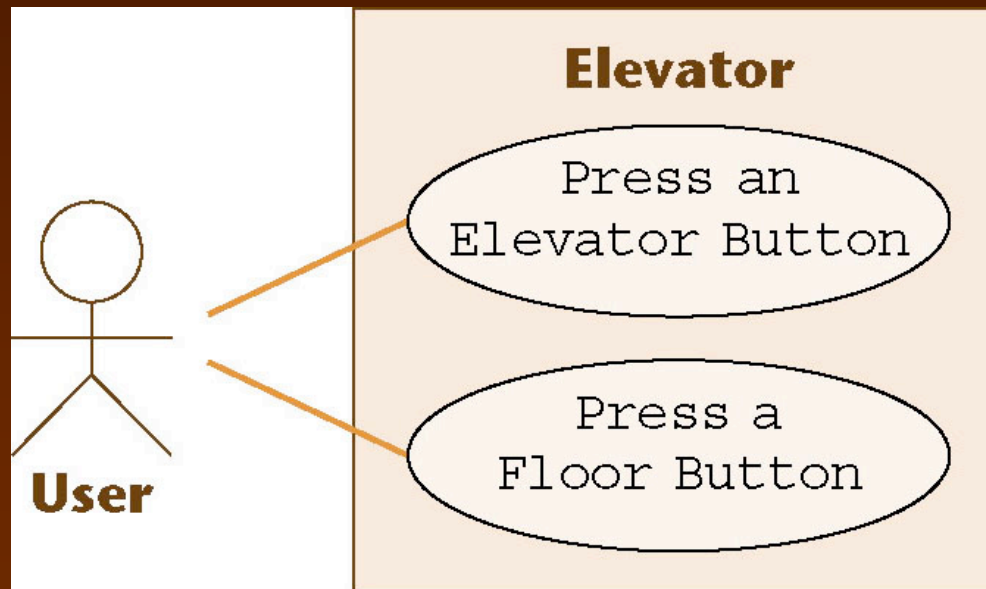 Elevator
Press an
Elevator Button
Press a
Floor Button
User